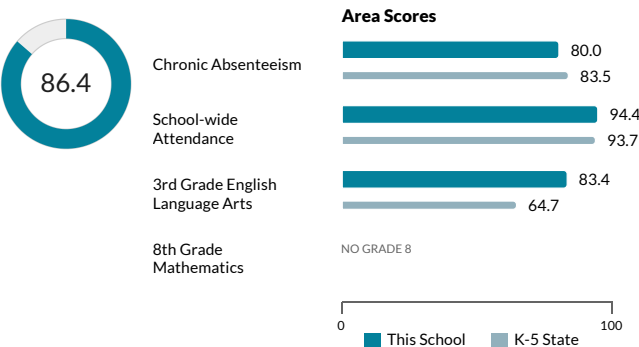 Area Scores
86.4
Chronic Absenteeism
80.0
83.5
School-wide
Attendance
94.4
93.7
3rd Grade English
Language Arts
83.4
64.7
8th Grade
Mathematics
NO GRADE 8
0
100
This School
K-5 State